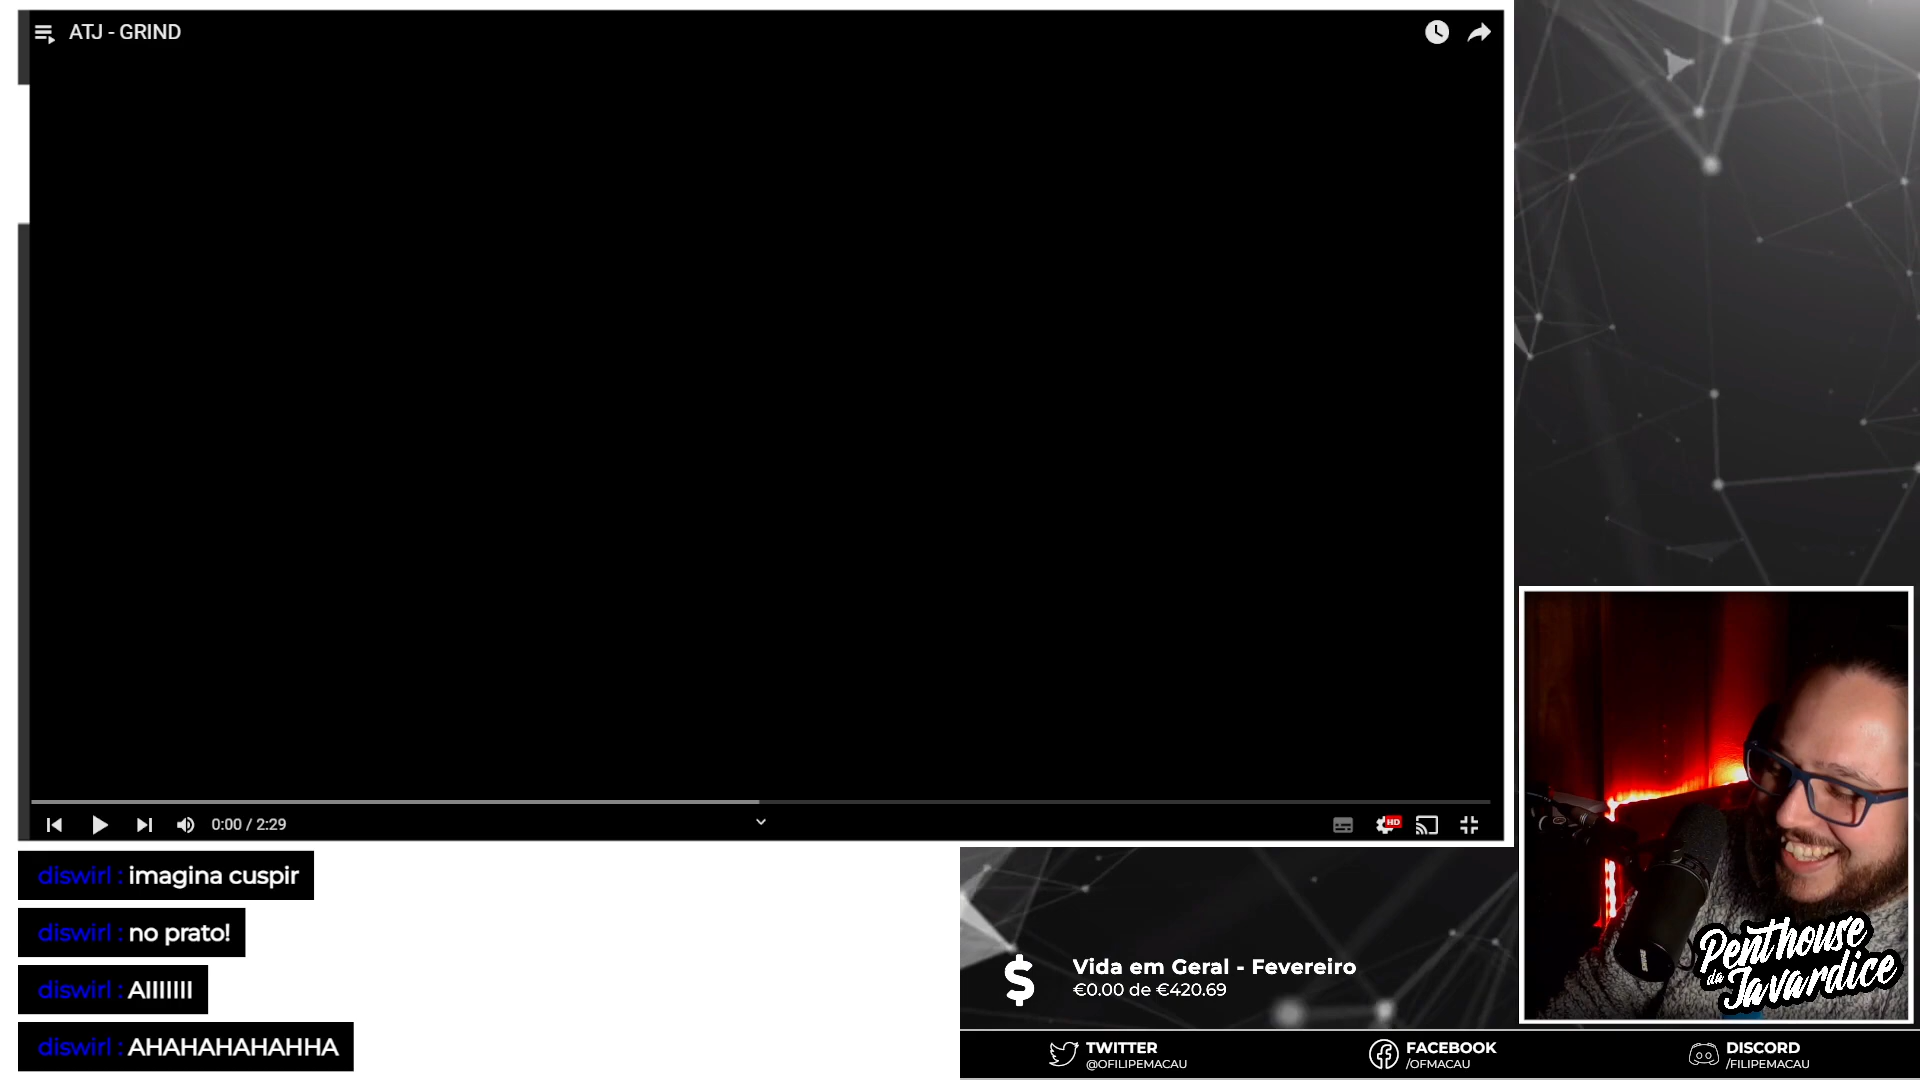 ATJ - GRIND
0:00 / 2:29
HD
diswirl : imagina cuspir
diswirl : no prato!
diswirl : AIIIIIII
diswirl : AHAHAHAHAHHA
$
Vida em Geral - Fevereiro
€0.00 de €420.69
Penthouse
da Javardice
TWITTER
@OFILIPEMACAU
FACEBOOK
/OFMACAU
DISCORD
/FILIPEMACAU